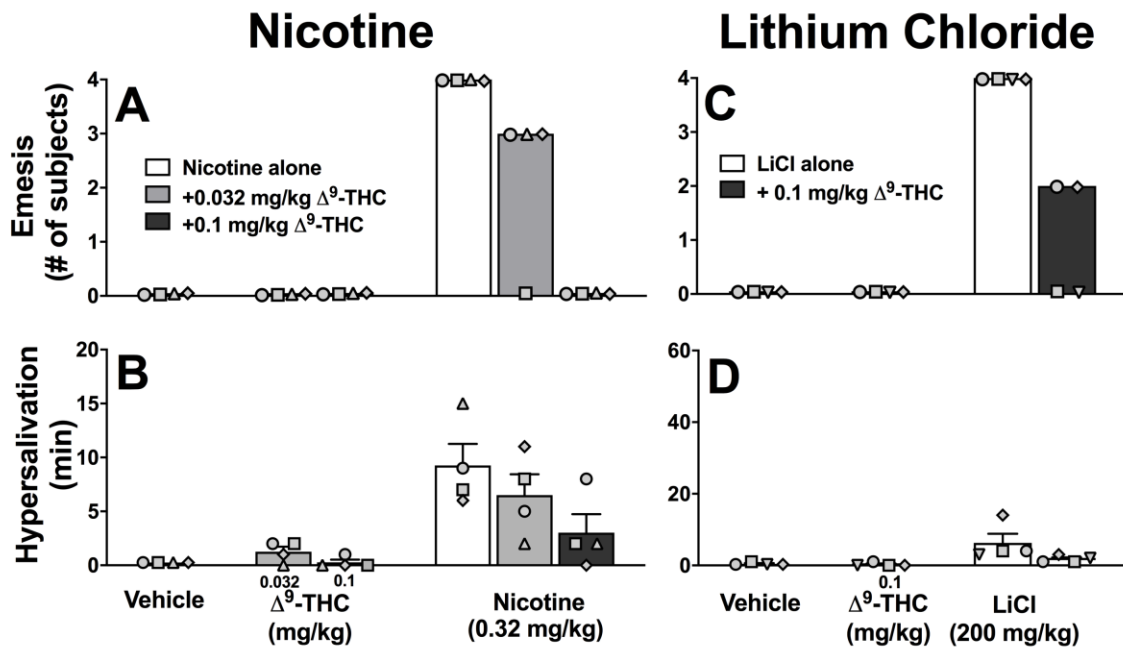 Nicotine
Lithium Chloride
A
Emesis
(# of subjects)
4
3
2
1
0
Nicotine alone
+0.032 mg/kg Δ⁹-THC
+0.1 mg/kg Δ⁹-THC
C
4
3
2
1
0
LiCl alone
+ 0.1 mg/kg Δ⁹-THC
B
Hypersalivation
(min)
20
15
10
5
0
Vehicle
0.032
0.1
Δ⁹-THC
(mg/kg)
Nicotine
(0.32 mg/kg)
D
60
40
20
0
Vehicle
0.1
Δ⁹-THC
(mg/kg)
LiCl
(200 mg/kg)